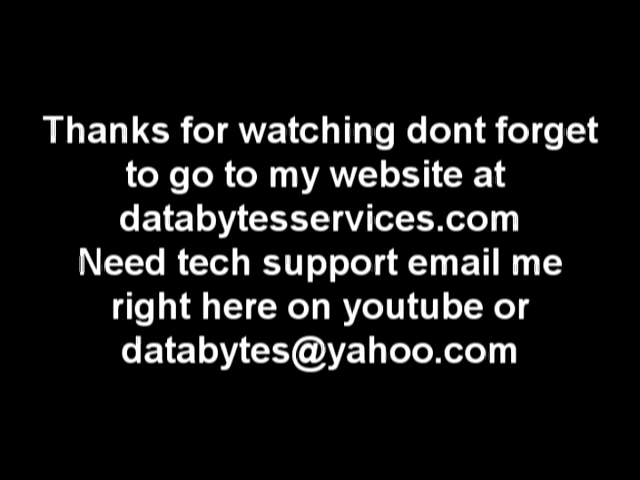 Thanks for watching dont forget
to go to my website at
databytesservices.com
Need tech support email me
right here on youtube or
databytes@yahoo.com